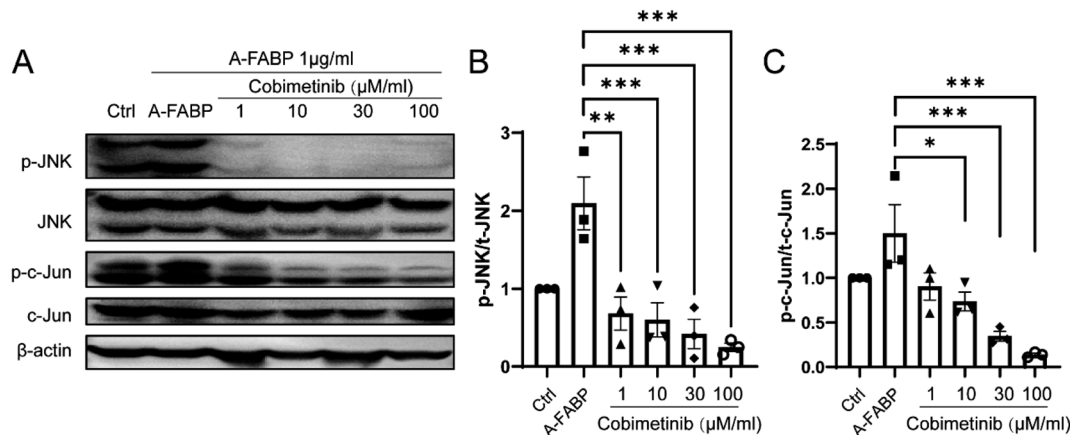 A
A-FABP 1μg/ml
Cobimetinib (μM/ml)
Ctrl A-FABP 1 10 30 100
p-JNK
JNK
p-c-Jun
c-Jun
β-actin
B
***
***
***
**
p-JNK/t-JNK
3
2
1
0
Ctrl
A-FABP
1 10 30 100
Cobimetinib (μM/ml)
C
***
***
*
p-c-Jun/t-c-Jun
2.5
2.0
1.5
1.0
0.5
0.0
Ctrl
A-FABP
1 10 30 100
Cobimetinib (μM/ml)